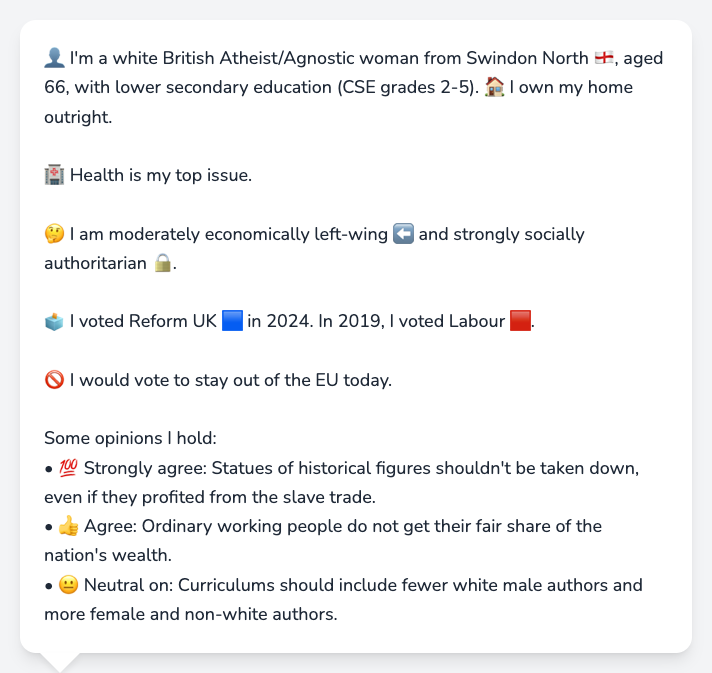 👤 I'm a white British Atheist/Agnostic woman from Swindon North 🏴󠁧󠁢󠁥󠁮󠁧󠁿, aged
66, with lower secondary education (CSE grades 2-5). 🏠 I own my home
outright.
🏥 Health is my top issue.
🤔 I am moderately economically left-wing ⬅️ and strongly socially
authoritarian 🔒.
🗳️ I voted Reform UK 🟦 in 2024. In 2019, I voted Labour 🟥.
🚫 I would vote to stay out of the EU today.
Some opinions I hold:
• 💯 Strongly agree: Statues of historical figures shouldn't be taken down,
even if they profited from the slave trade.
• 👍 Agree: Ordinary working people do not get their fair share of the
nation's wealth.
• 😐 Neutral on: Curriculums should include fewer white male authors and
more female and non-white authors.